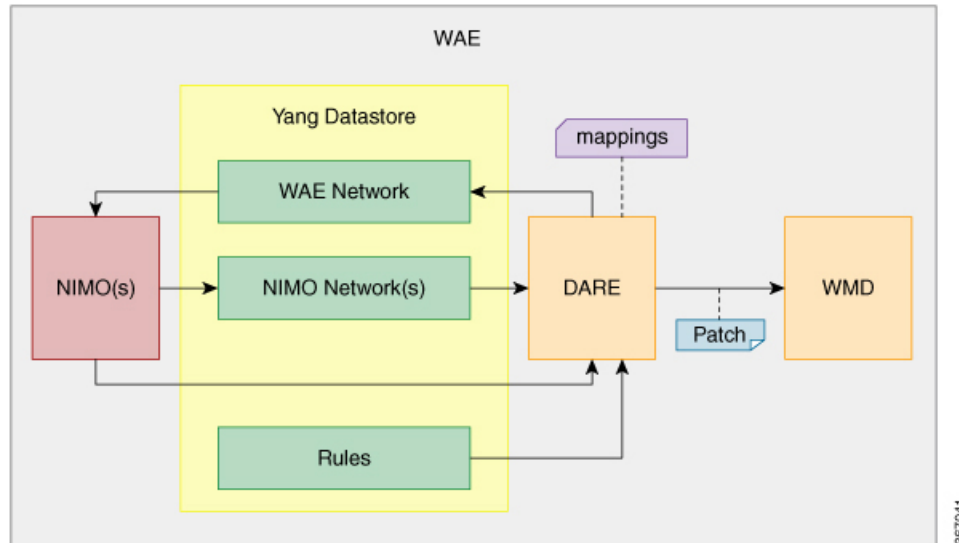 WAE
Yang Datastore
mappings
WAE Network
NIMO(s)
NIMO Network(s)
DARE
WMD
Patch
Rules